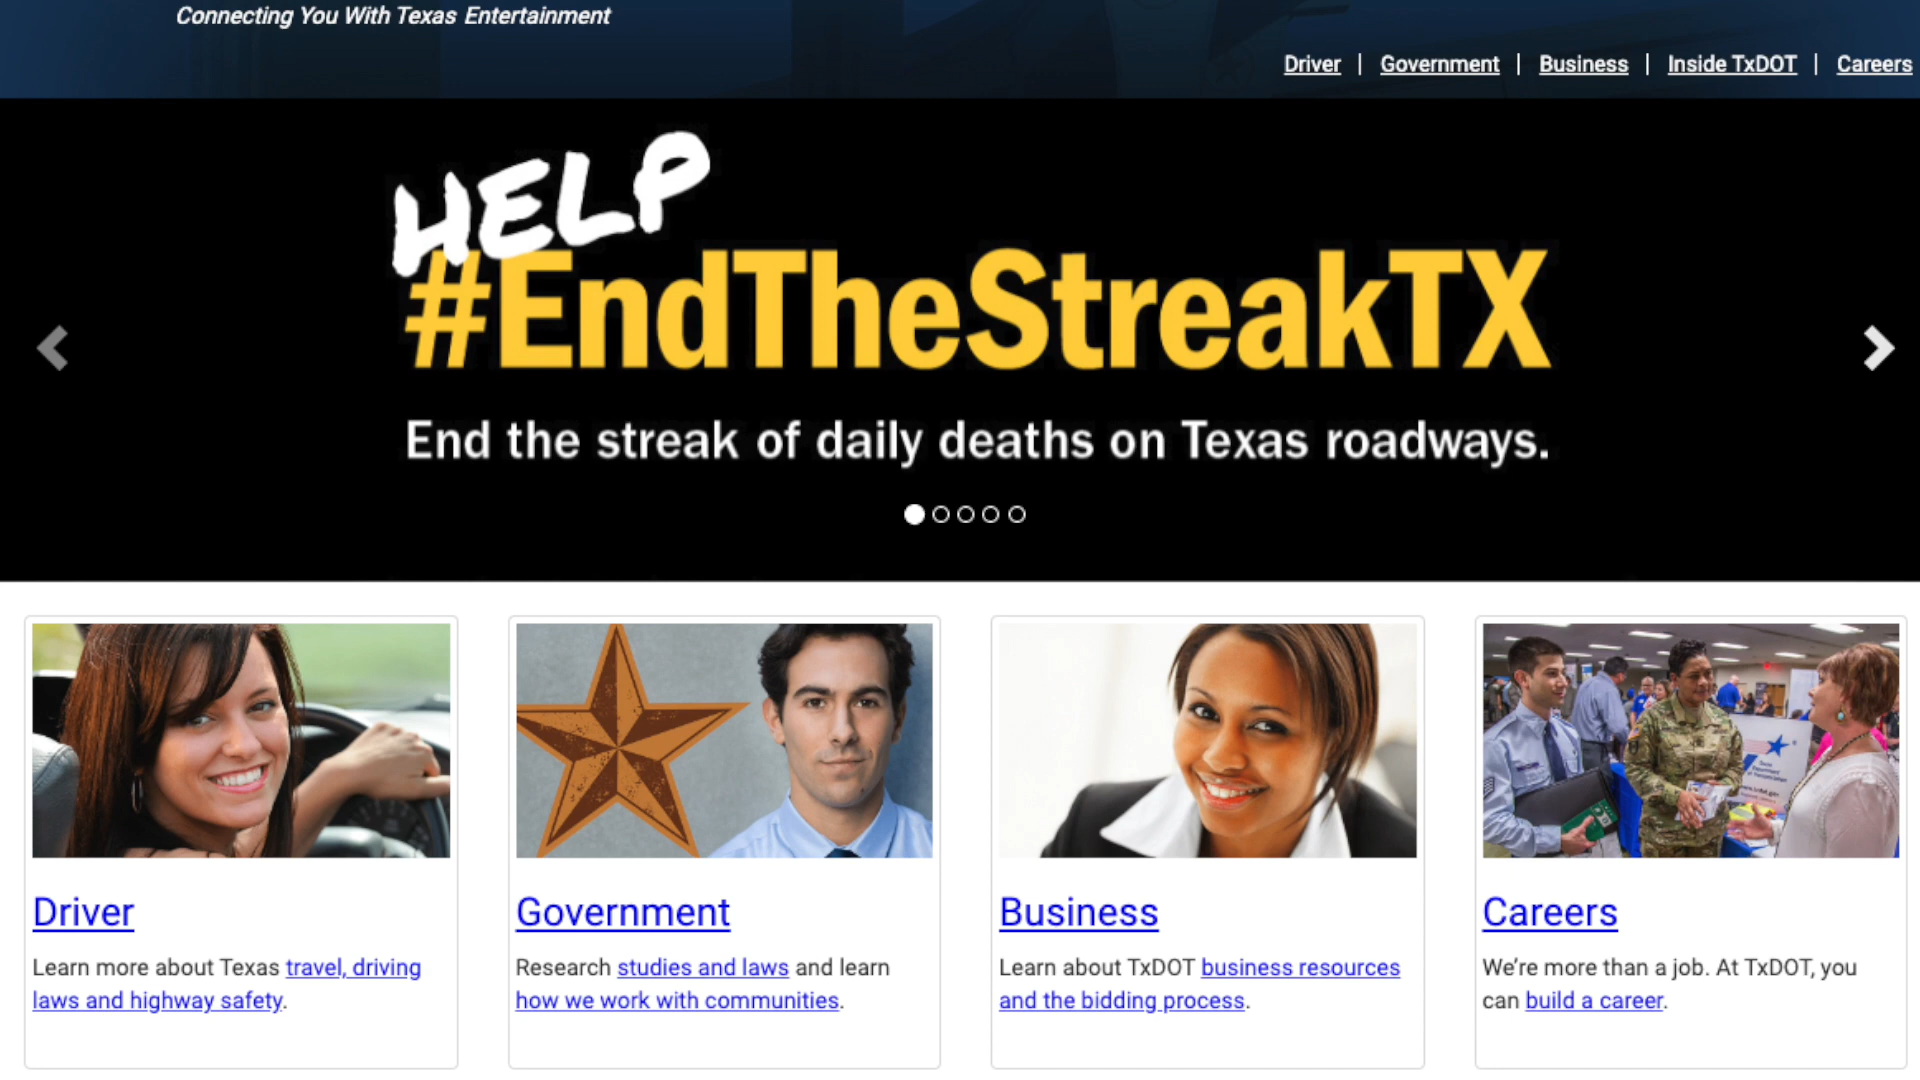 Connecting You With Texas Entertainment
Driver | Government | Business | Inside TxDOT | Careers
HELP
#EndTheStreakTX
End the streak of daily deaths on Texas roadways.
Driver
Learn more about Texas travel, driving
laws and highway safety.
Government
Research studies and laws and learn
how we work with communities.
Business
Learn about TxDOT business resources
and the bidding process.
Careers
We’re more than a job. At TxDOT, you
can build a career.